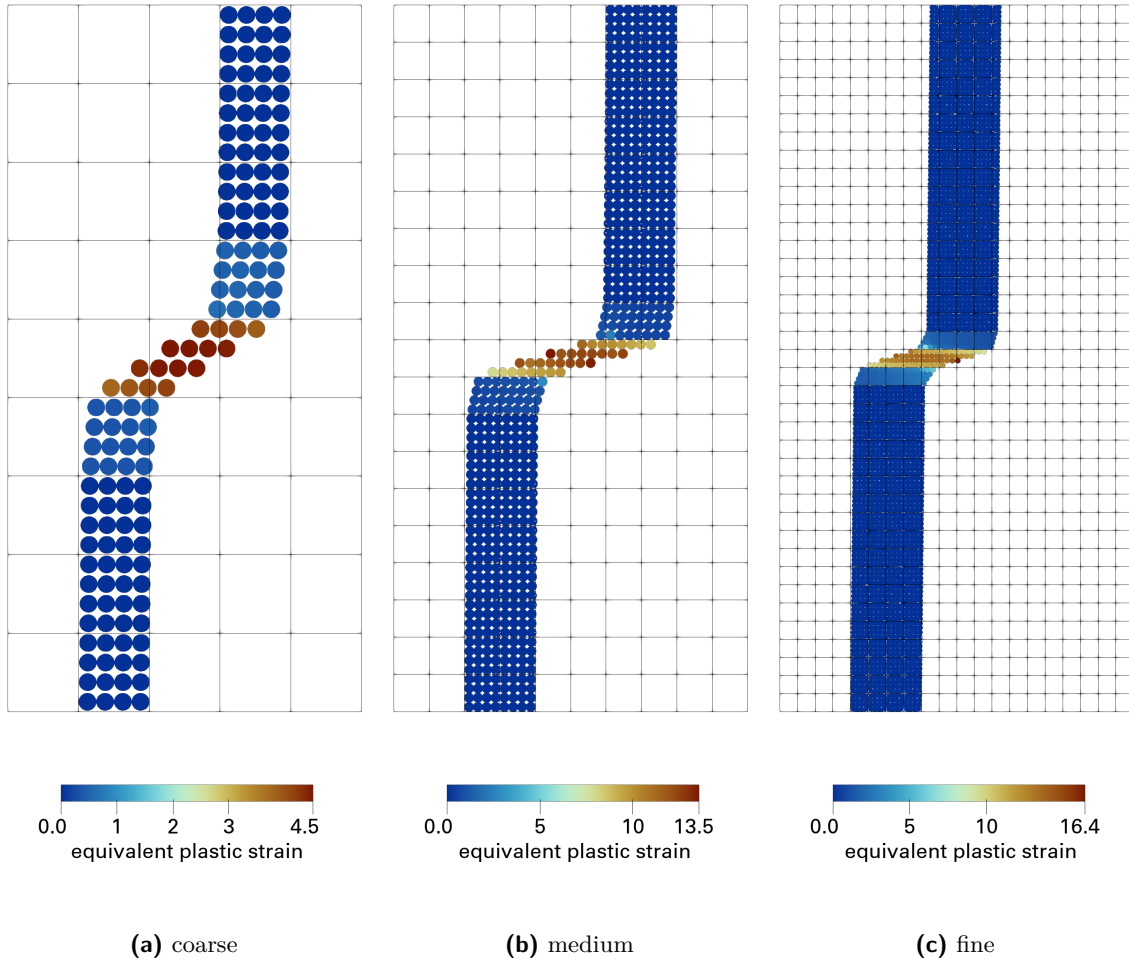 0.0 1 2 3 4.5
equivalent plastic strain
(a) coarse
0.0 5 10 13.5
equivalent plastic strain
(b) medium
0.0 5 10 16.4
equivalent plastic strain
(c) fine